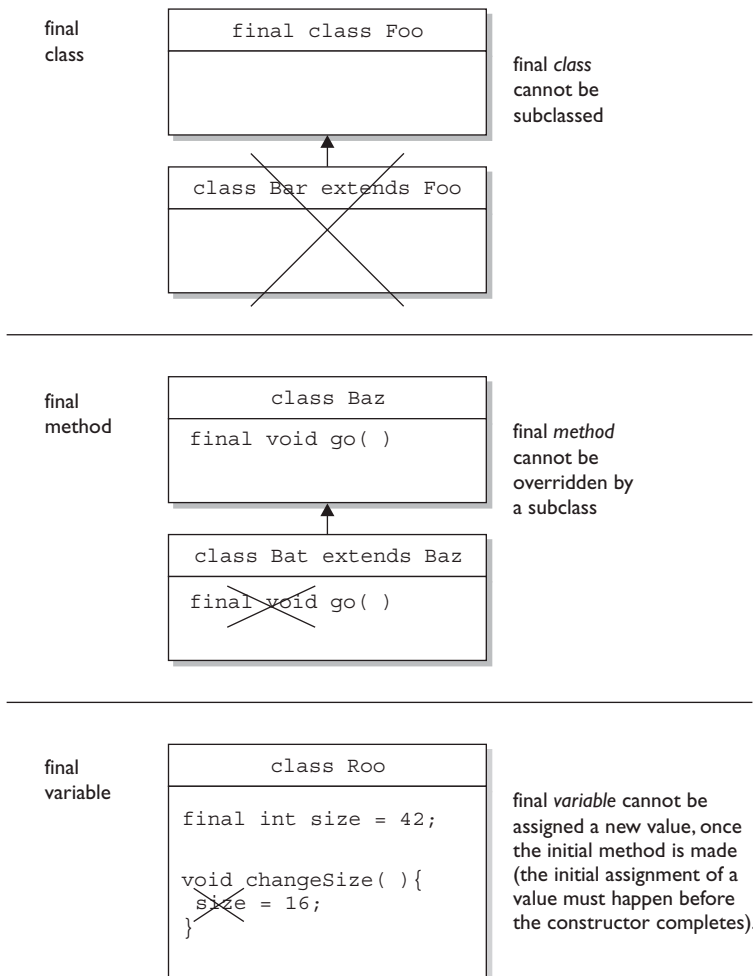 final
class
final class Foo
final class
cannot be
subclassed
class Bar extends Foo
final
method
class Baz
final void go( )
final method
cannot be
overridden by
a subclass
class Bat extends Baz
final void go( )
final
variable
class Roo
final int size = 42;
void changeSize( ){
size = 16;
}
final variable cannot be
assigned a new value, once
the initial method is made
(the initial assignment of a
value must happen before
the constructor completes).